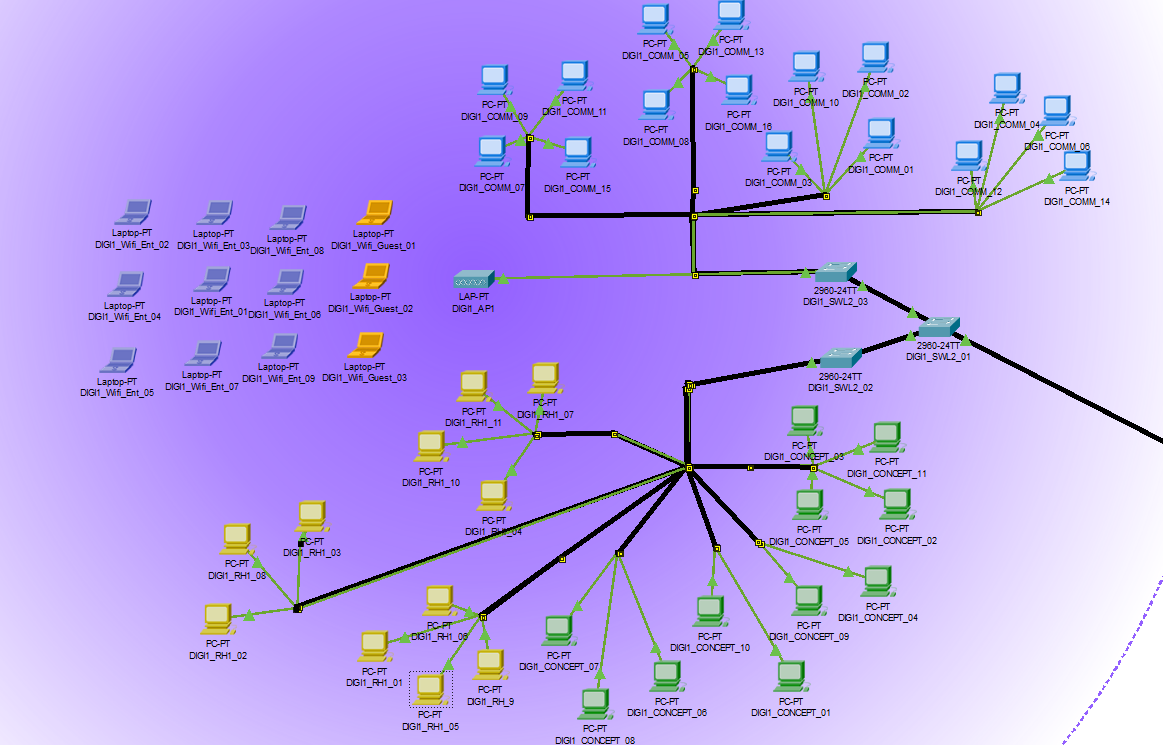 PC-PT
DIGI1_COMM_05
PC-PT
DIGI1_COMM_13
PC-PT
DIGI1_COMM_10
PC-PT
DIGI1_COMM_02
PC-PT
DIGI1_COMM_09
PC-PT
DIGI1_COMM_11
PC-PT
DIGI1_COMM_08
PC-PT
DIGI1_COMM_16
PC-PT
DIGI1_COMM_04
PC-PT
DIGI1_COMM_06
PC-PT
DIGI1_COMM_07
PC-PT
DIGI1_COMM_15
PC-PT
DIGI1_COMM_03
PC-PT
DIGI1_COMM_01
PC-PT
DIGI1_COMM_12
PC-PT
DIGI1_COMM_14
Laptop-PT
DIGI1_Wifi_Ent_02
Laptop-PT
DIGI1_Wifi_Ent_03
Laptop-PT
DIGI1_Wifi_Ent_08
Laptop-PT
DIGI1_Wifi_Guest_01
Laptop-PT
DIGI1_Wifi_Ent_04
Laptop-PT
DIGI1_Wifi_Ent_01
Laptop-PT
DIGI1_Wifi_Ent_06
Laptop-PT
DIGI1_Wifi_Guest_02
LAP-PT
DIGI1_AP1
2960-24TT
DIGI1_SWL2_03
2960-24TT
DIGI1_SWL2_01
2960-24TT
DIGI1_SWL2_02
Laptop-PT
DIGI1_Wifi_Ent_05
Laptop-PT
DIGI1_Wifi_Ent_07
Laptop-PT
DIGI1_Wifi_Ent_09
Laptop-PT
DIGI1_Wifi_Guest_03
PC-PT
DIGI1_RH1_11
PC-PT
DIGI1_RH1_07
PC-PT
DIGI1_RH1_10
PC-PT
DIGI1_RH1_04
PC-PT
DIGI1_CONCEPT_03
PC-PT
DIGI1_CONCEPT_11
PC-PT
DIGI1_CONCEPT_05
PC-PT
DIGI1_CONCEPT_02
PC-PT
DIGI1_RH1_08
PC-PT
DIGI1_RH1_03
PC-PT
DIGI1_RH1_02
PC-PT
DIGI1_RH1_06
PC-PT
DIGI1_RH1_01
PC-PT
DIGI1_RH1_05
PC-PT
DIGI1_RH_9
PC-PT
DIGI1_CONCEPT_07
PC-PT
DIGI1_CONCEPT_10
PC-PT
DIGI1_CONCEPT_09
PC-PT
DIGI1_CONCEPT_04
PC-PT
DIGI1_CONCEPT_06
PC-PT
DIGI1_CONCEPT_01
PC-PT
DIGI1_CONCEPT_08